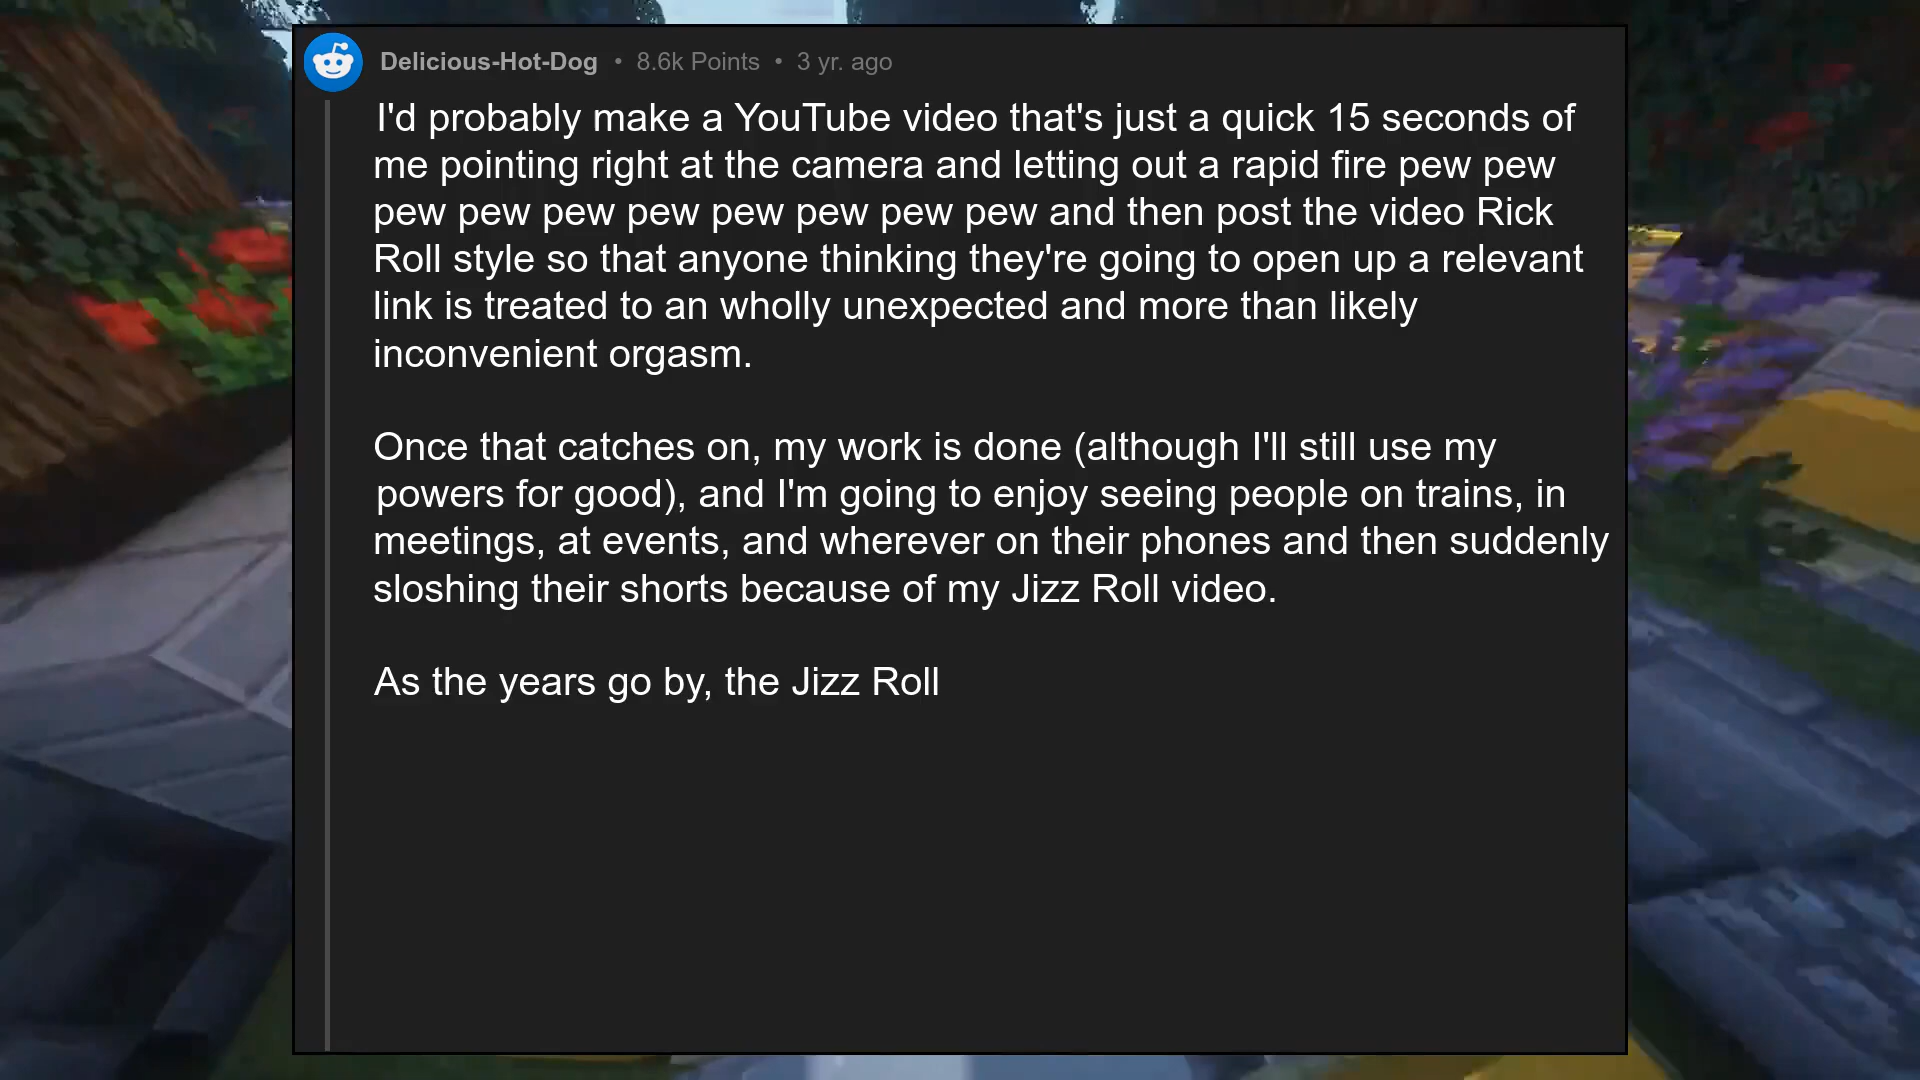 Delicious-Hot-Dog • 8.6k Points • 3 yr. ago
I'd probably make a YouTube video that's just a quick 15 seconds of
me pointing right at the camera and letting out a rapid fire pew pew
pew pew pew pew pew pew pew pew and then post the video Rick
Roll style so that anyone thinking they're going to open up a relevant
link is treated to an wholly unexpected and more than likely
inconvenient orgasm.
Once that catches on, my work is done (although I'll still use my
powers for good), and I'm going to enjoy seeing people on trains, in
meetings, at events, and wherever on their phones and then suddenly
sloshing their shorts because of my Jizz Roll video.
As the years go by, the Jizz Roll